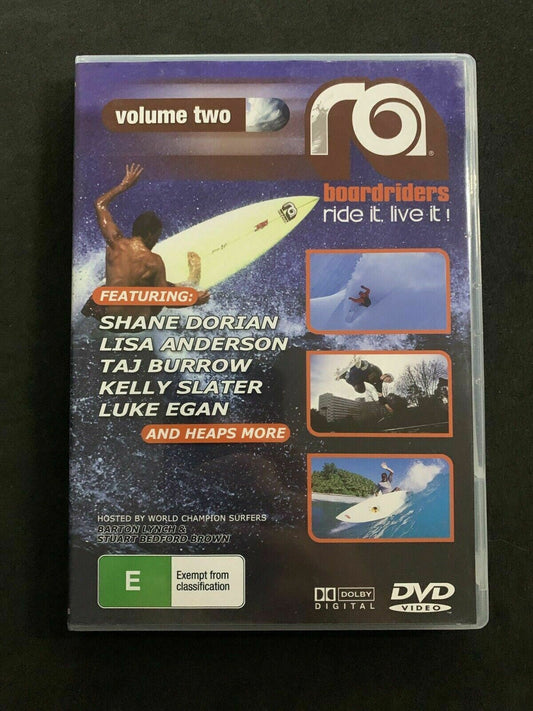 volume two
ra®
boardriders
ride it. live it!
FEATURING:
SHANE DORIAN
LISA ANDERSON
TAJ BURROW
KELLY SLATER
LUKE EGAN
AND HEAPS MORE
HOSTED BY WORLD CHAMPION SURFERS
BARTON LYNCH &
STUART BEDFORD BROWN
E
Exempt from
classification
DOLBY
DIGITAL
DVD
VIDEO